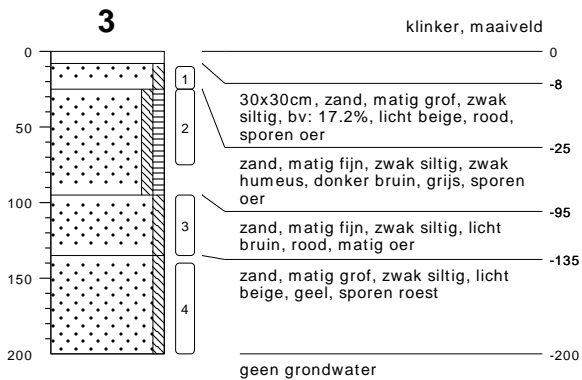 3
klinker, maaiveld
0
0
-8
1
30x30cm, zand, matig grof, zwak
siltig, bv: 17.2%, licht beige, rood,
sporen oer
50
2
-25
zand, matig fijn, zwak siltig, zwak
humeus, donker bruin, grijs, sporen
oer
100
-95
3
zand, matig fijn, zwak siltig, licht
bruin, rood, matig oer
-135
150
zand, matig grof, zwak siltig, licht
beige, geel, sporen roest
4
200
-200
geen grondwater